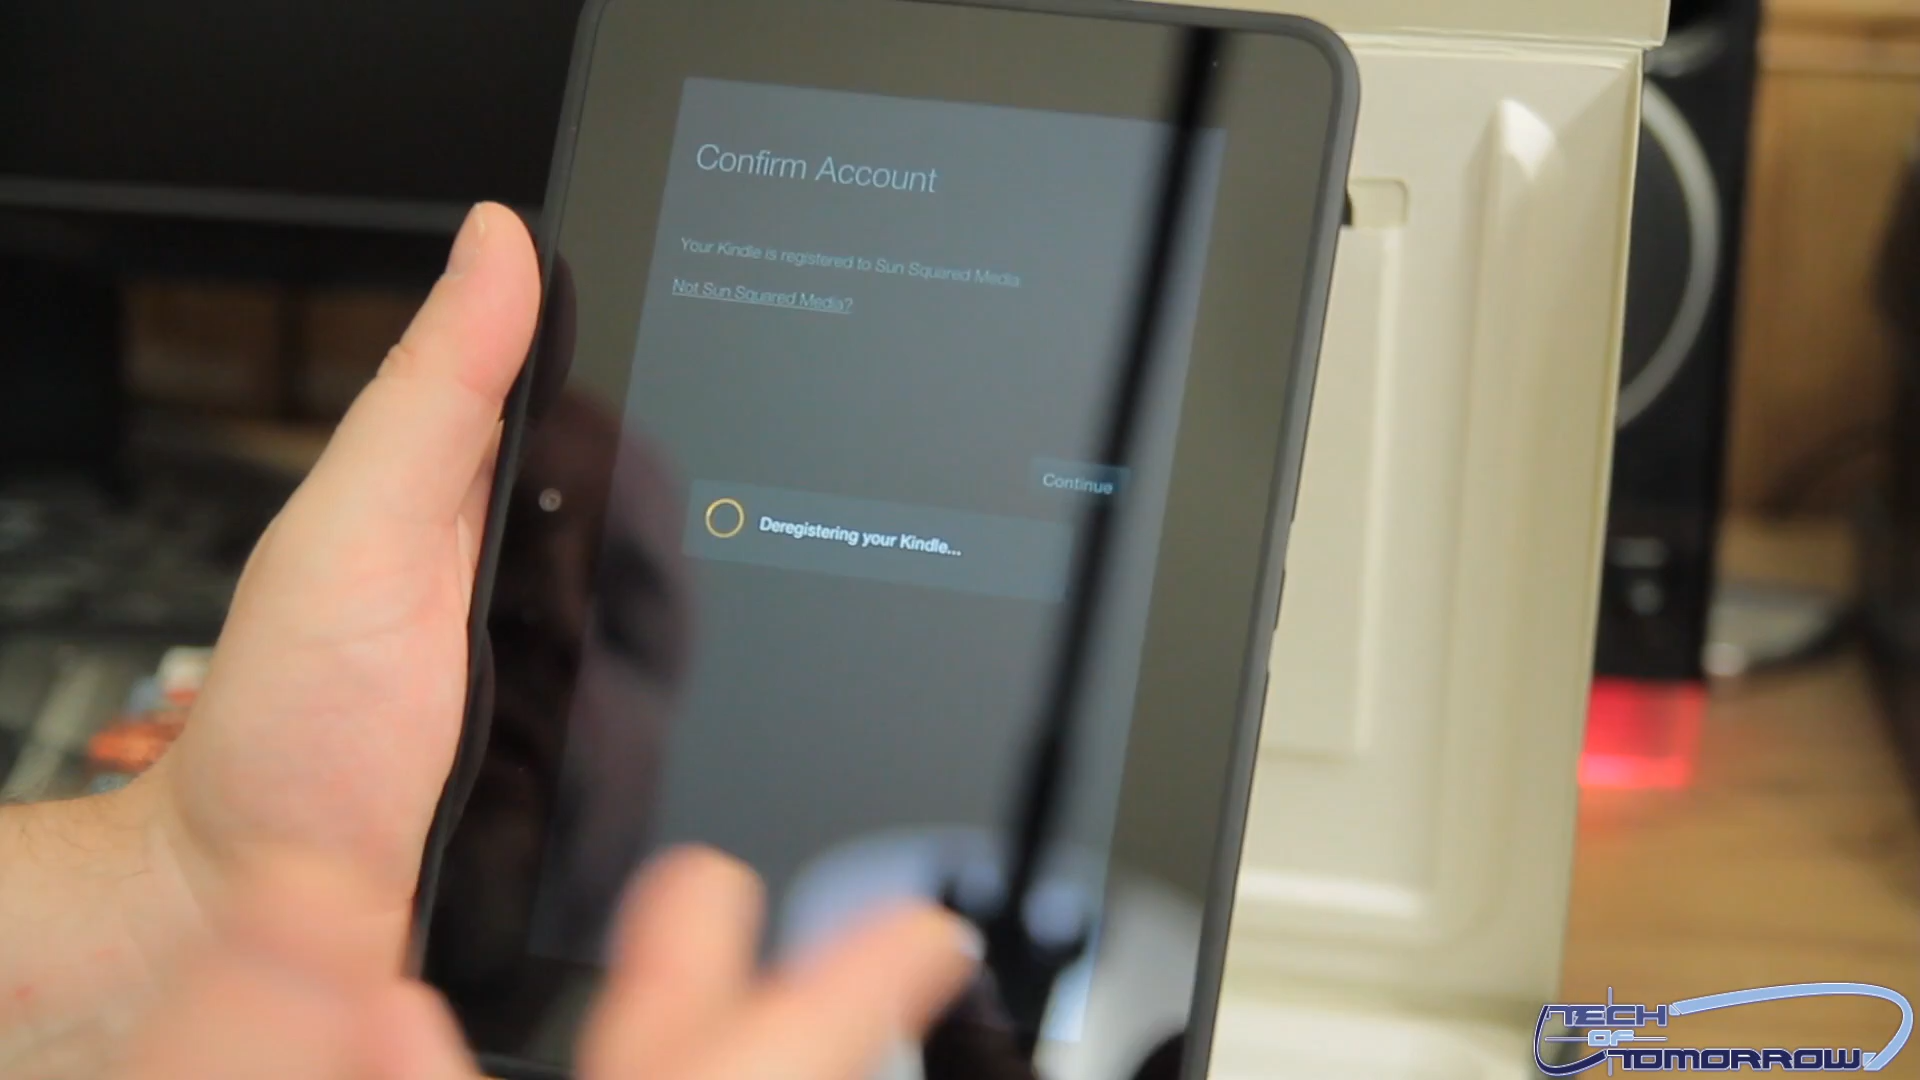 Confirm Account
Your Kindle is registered to Sun Squared Media
Not Sun Squared Media?
Continue
Deregistering your Kindle...
TECH
OF
TOMORROW